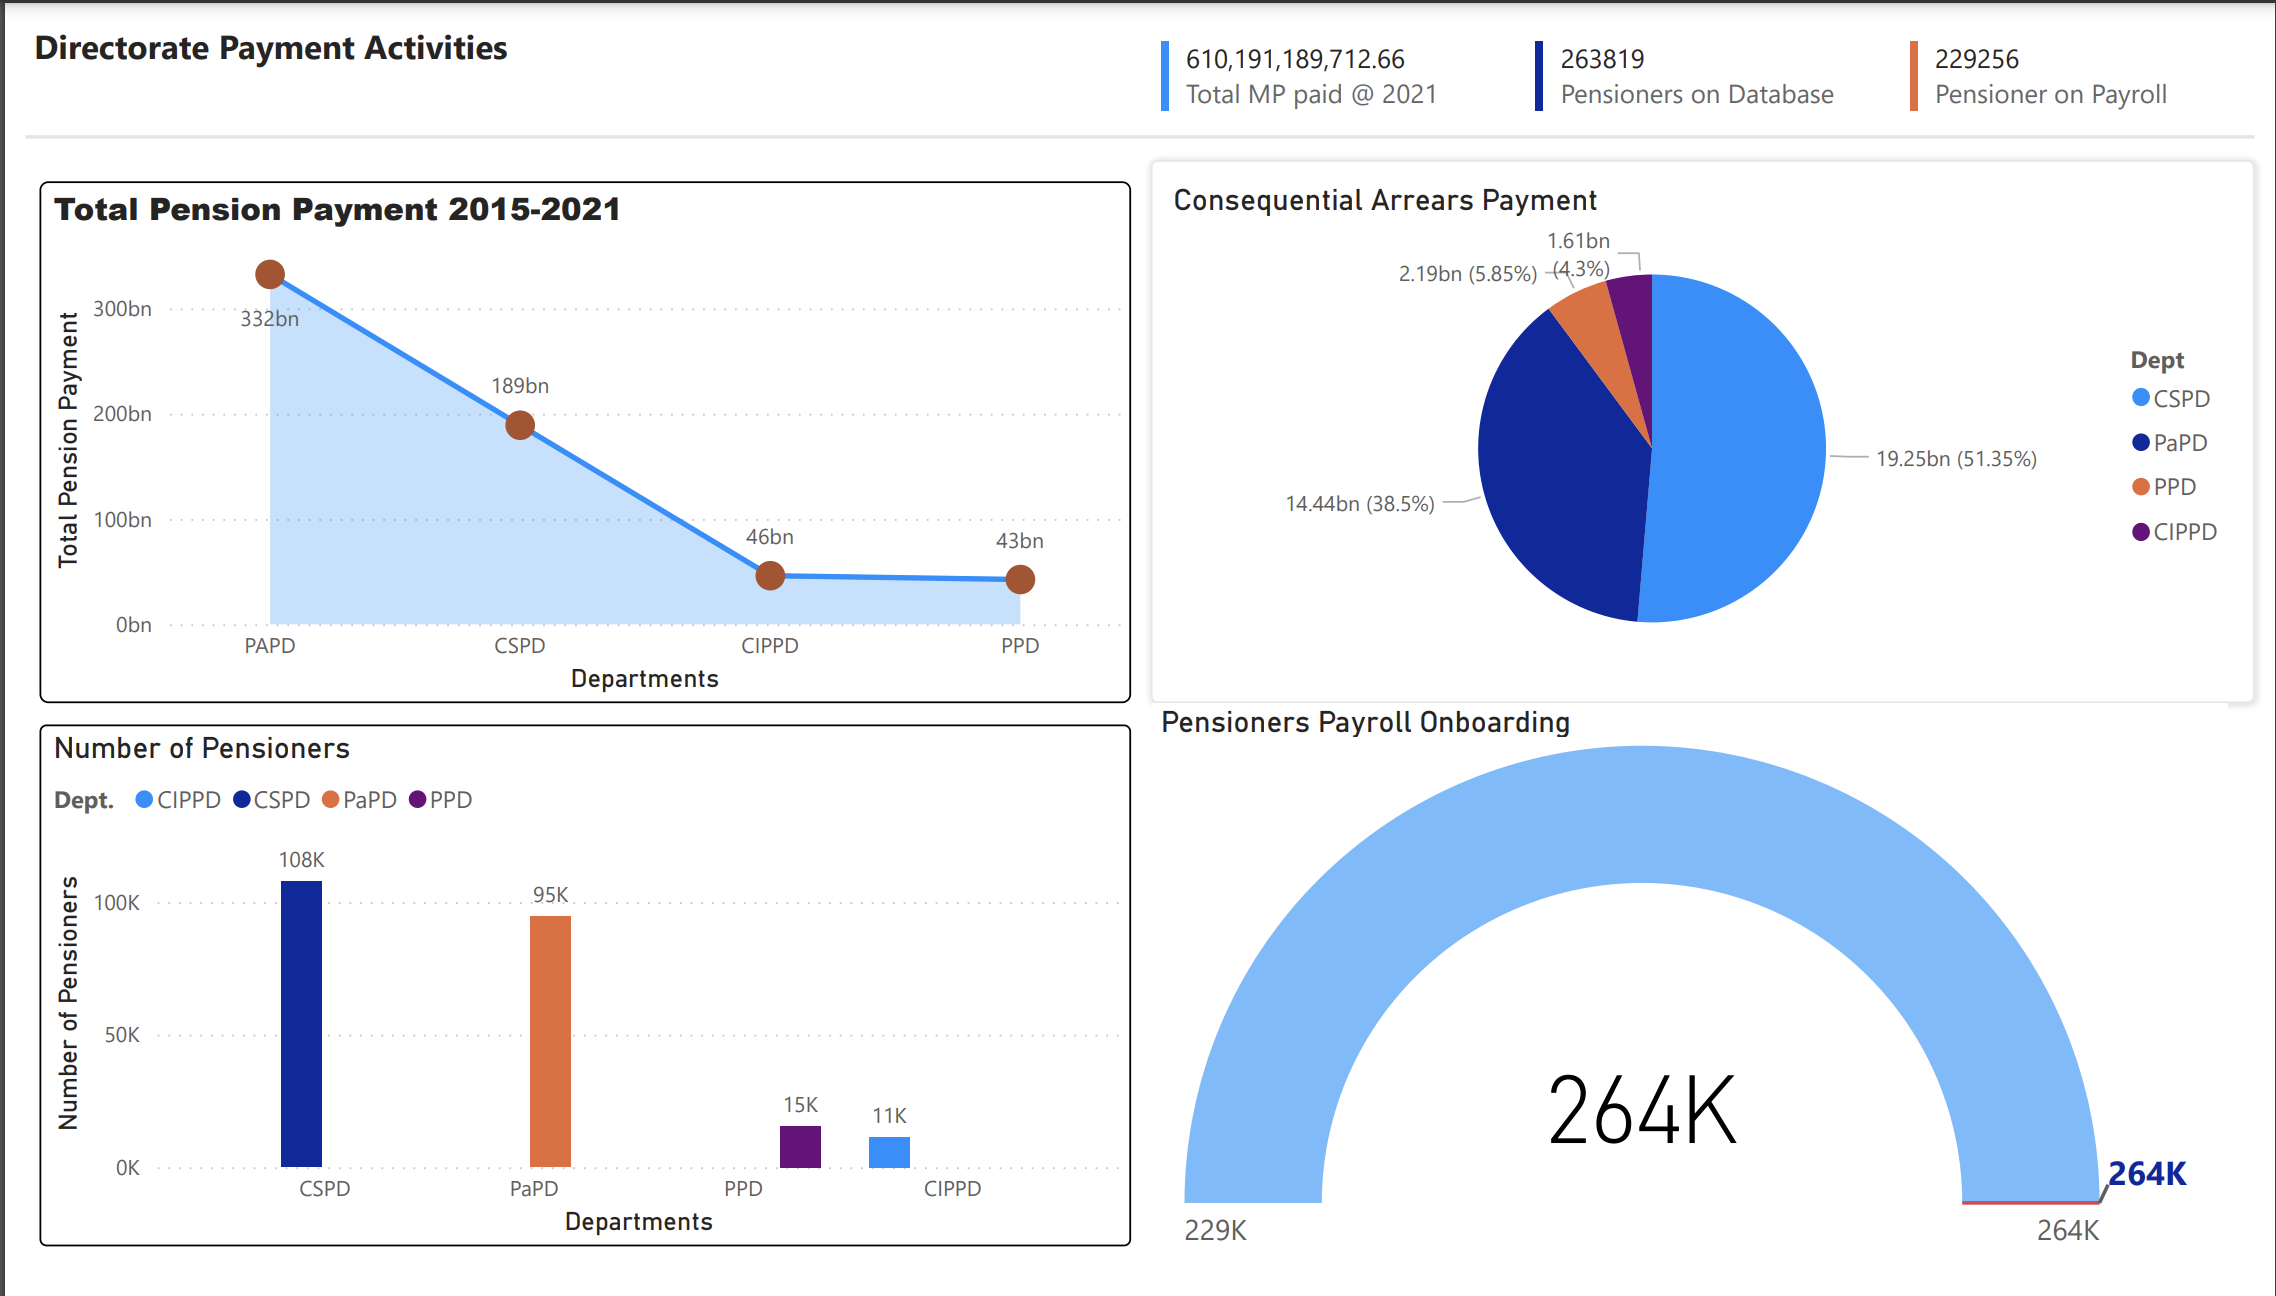 Directorate Payment Activities
610,191,189,712.66
Total MP paid @ 2021
263819
Pensioners on Database
229256
Pensioner on Payroll
Total Pension Payment 2015-2021
Total Pension Payment
300bn
200bn
100bn
0bn
332bn
189bn
46bn
43bn
PAPD
CSPD
CIPPD
PPD
Departments
Consequential Arrears Payment
1.61bn
(4.3%)
2.19bn (5.85%)
14.44bn (38.5%)
19.25bn (51.35%)
Dept
CSPD
PaPD
PPD
CIPPD
Number of Pensioners
Dept. CIPPD CSPD PaPD PPD
Number of Pensioners
100K
50K
0K
108K
95K
15K
11K
CSPD
PaPD
PPD
CIPPD
Departments
Pensioners Payroll Onboarding
264K
264K
229K
264K